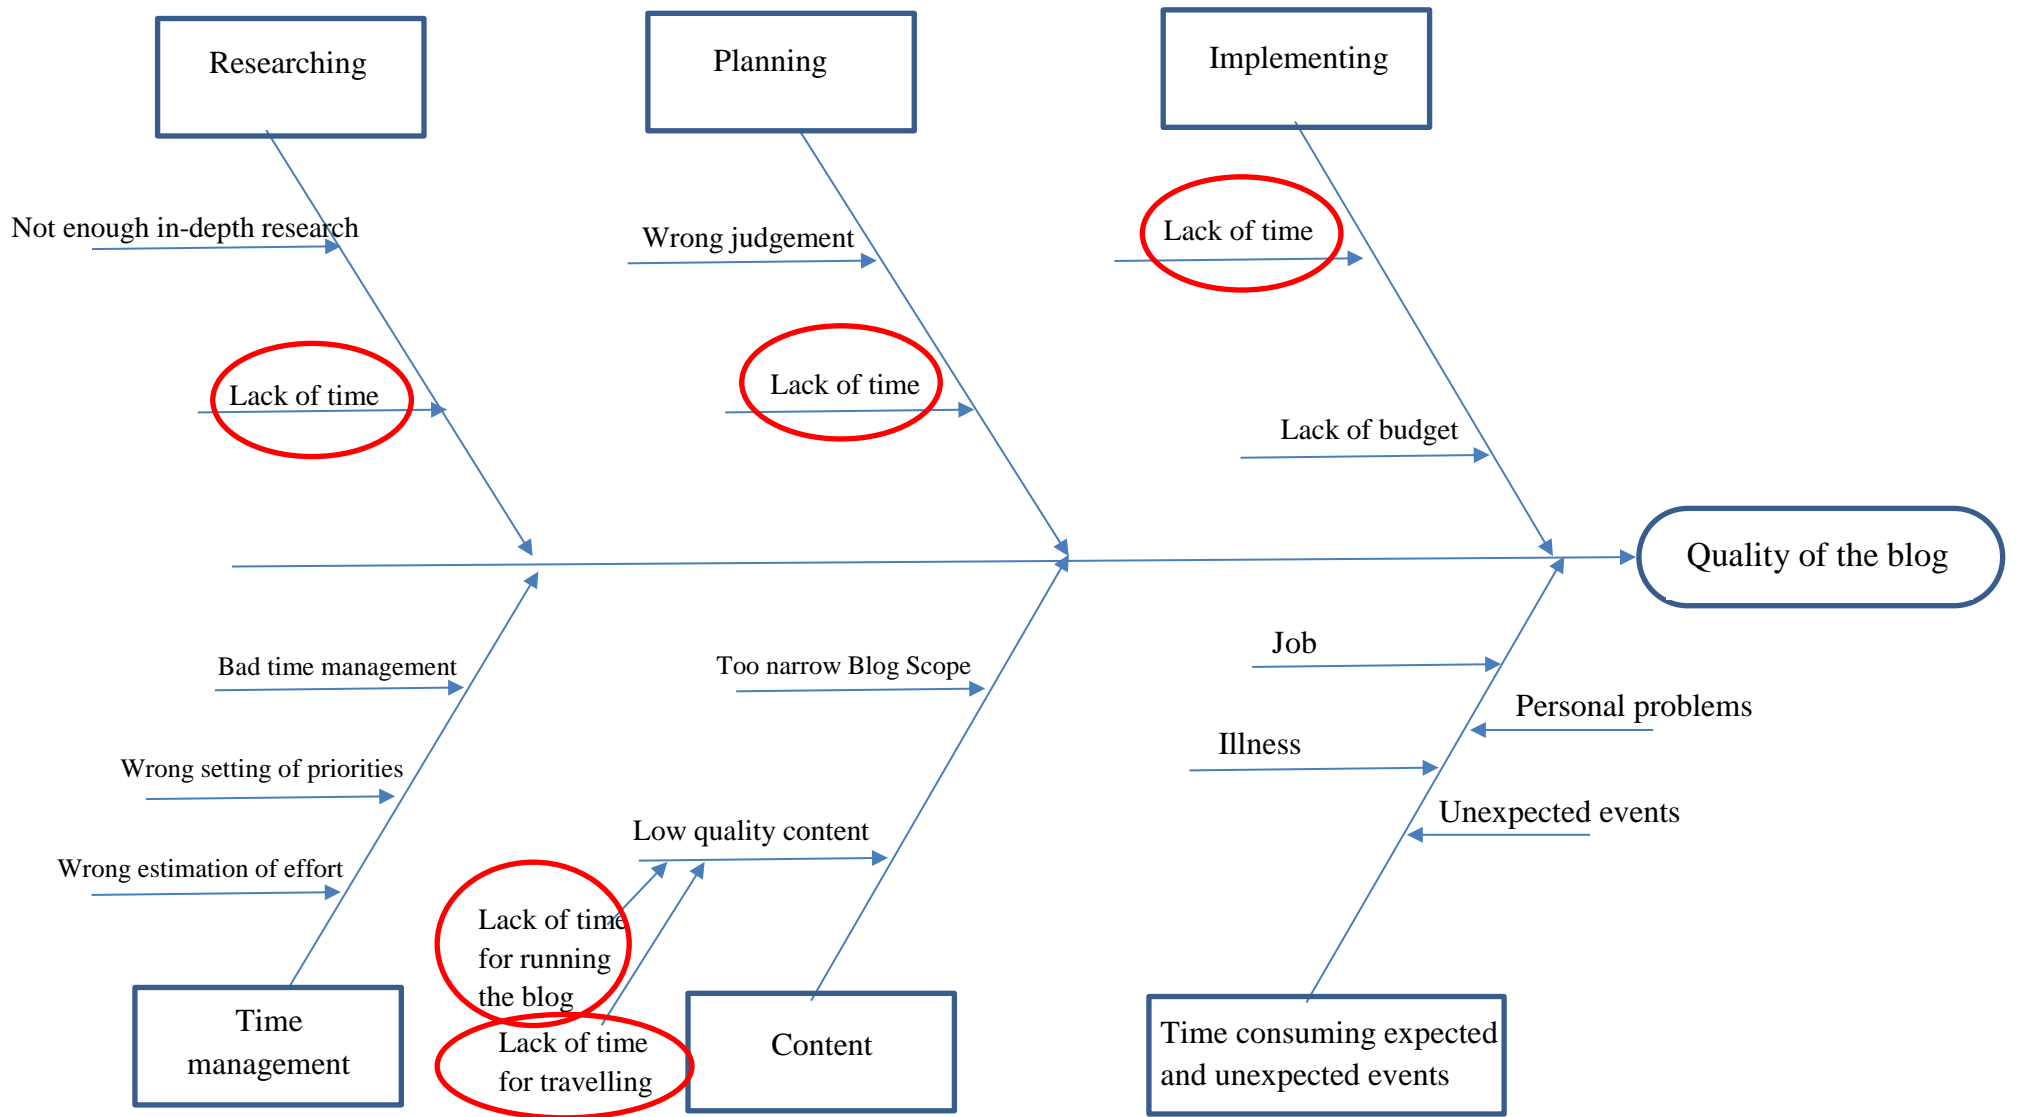 Researching
Planning
Implementing
Not enough in-depth research
Wrong judgement
Lack of time
Lack of time
Lack of time
Lack of budget
Quality of the blog
Bad time management
Too narrow Blog Scope
Job
Personal problems
Wrong setting of priorities
Illness
Unexpected events
Low quality content
Wrong estimation of effort
Lack of time
for running
the blog
Time
management
Lack of time
for travelling
Content
Time consuming expected
and unexpected events